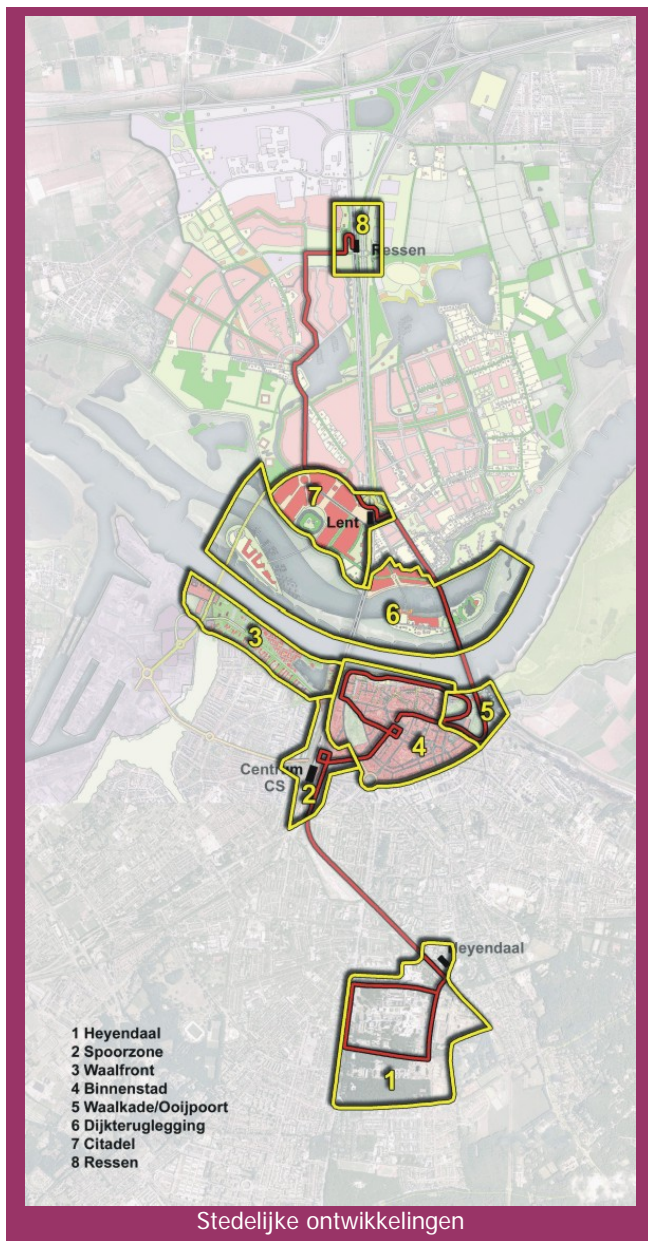 8
Ressen
7
Lent
6
3
5
4
Centrum
CS
2
Heyendaal
1
1 Heyendaal
2 Spoorzone
3 Waalfront
4 Binnenstad
5 Waalkade/Ooijpoort
6 Dijkteruglegging
7 Citadel
8 Ressen
Stedelijke ontwikkelingen